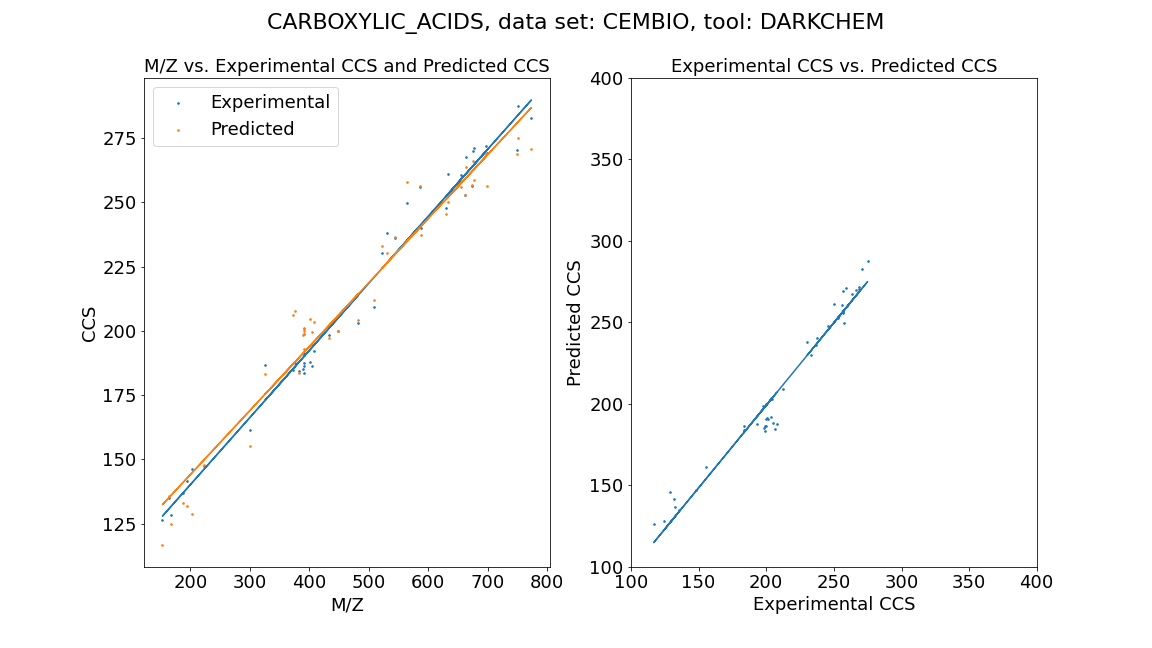 CARBOXYLIC_ACIDS, data set: CEMBIO, tool: DARKCHEM
M/Z vs. Experimental CCS and Predicted CCS
Experimental
Predicted
CCS
275
250
225
200
175
150
125
200 300 400 500 600 700 800
M/Z
Experimental CCS vs. Predicted CCS
Predicted CCS
400
350
300
250
200
150
100
100 150 200 250 300 350 400
Experimental CCS